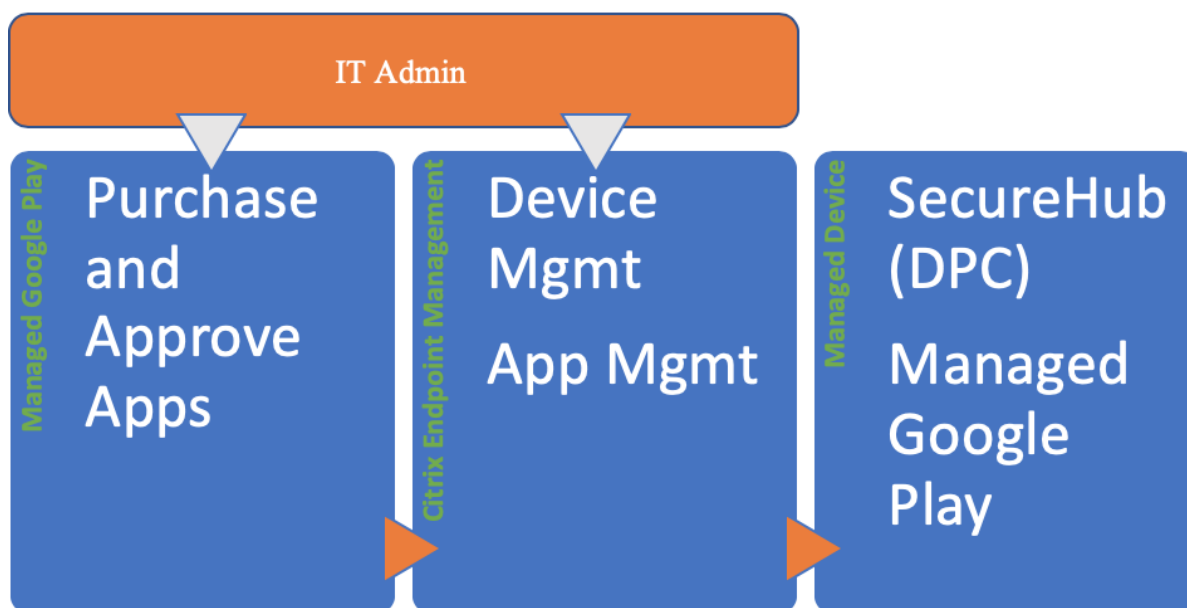 IT Admin
Managed Google Play
Purchase
and
Approve
Apps
Citrix Endpoint Management
Device
Mgmt
App Mgmt
Managed Device
SecureHub
(DPC)
Managed
Google
Play